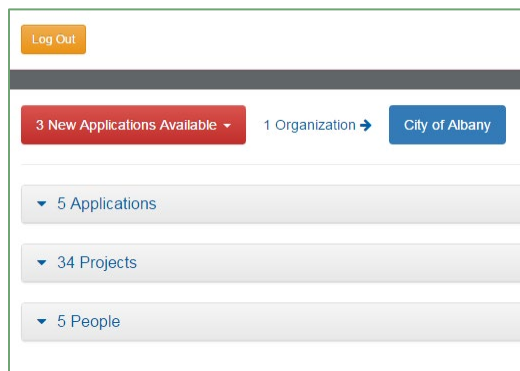 Log Out
3 New Applications Available
1 Organization
City of Albany
5 Applications
34 Projects
5 People